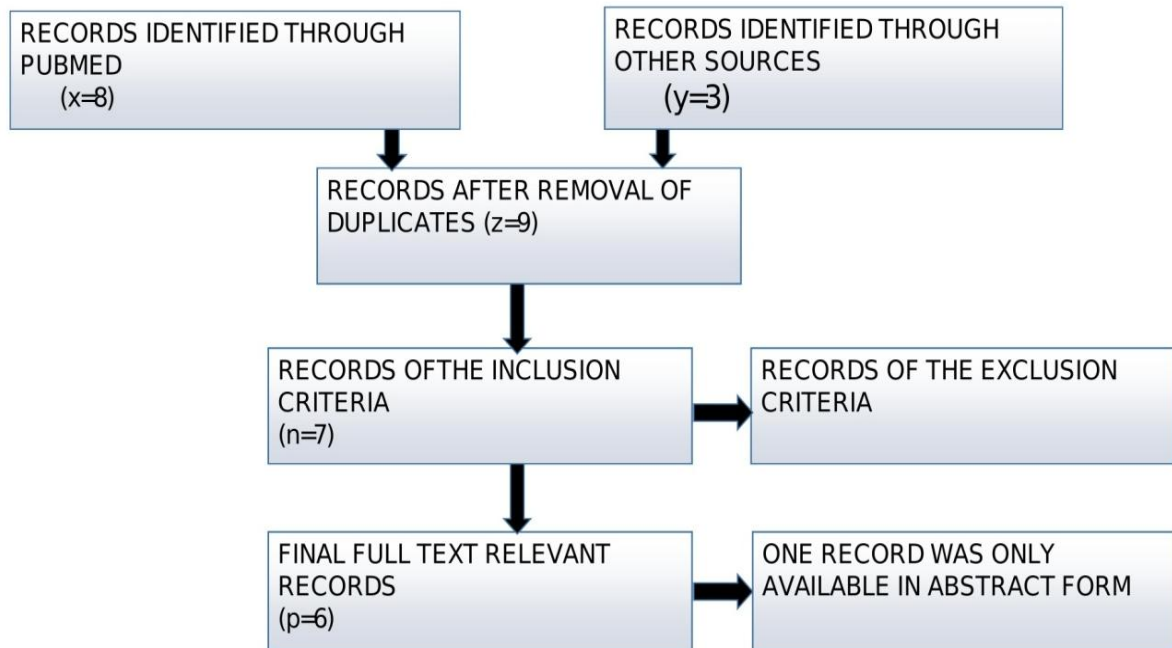 RECORDS IDENTIFIED THROUGH
PUBMED
(x=8)
RECORDS IDENTIFIED THROUGH
OTHER SOURCES
(y=3)
RECORDS AFTER REMOVAL OF
DUPLICATES (z=9)
RECORDS OFTHE INCLUSION
CRITERIA
(n=7)
RECORDS OF THE EXCLUSION
CRITERIA
FINAL FULL TEXT RELEVANT
RECORDS
(p=6)
ONE RECORD WAS ONLY
AVAILABLE IN ABSTRACT FORM